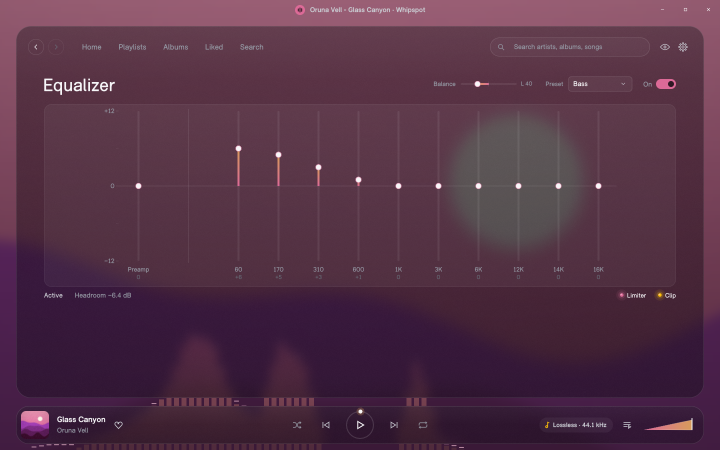 Oruna Veil - Glass Canyon · Whipspot
Home Playlists Albums Liked Search
Search artists, albums, songs
Equalizer
Balance L 40 Preset Bass On
+12
0
−12
Preamp 60 170 310 600 1K 3K 6K 12K 14K 16K
0 +6 +5 +3 +1 0 0 0 0 0 0
Active Headroom −6.4 dB
Limiter Clip
Glass Canyon
Oruna Veil
Lossless · 44.1 kHz